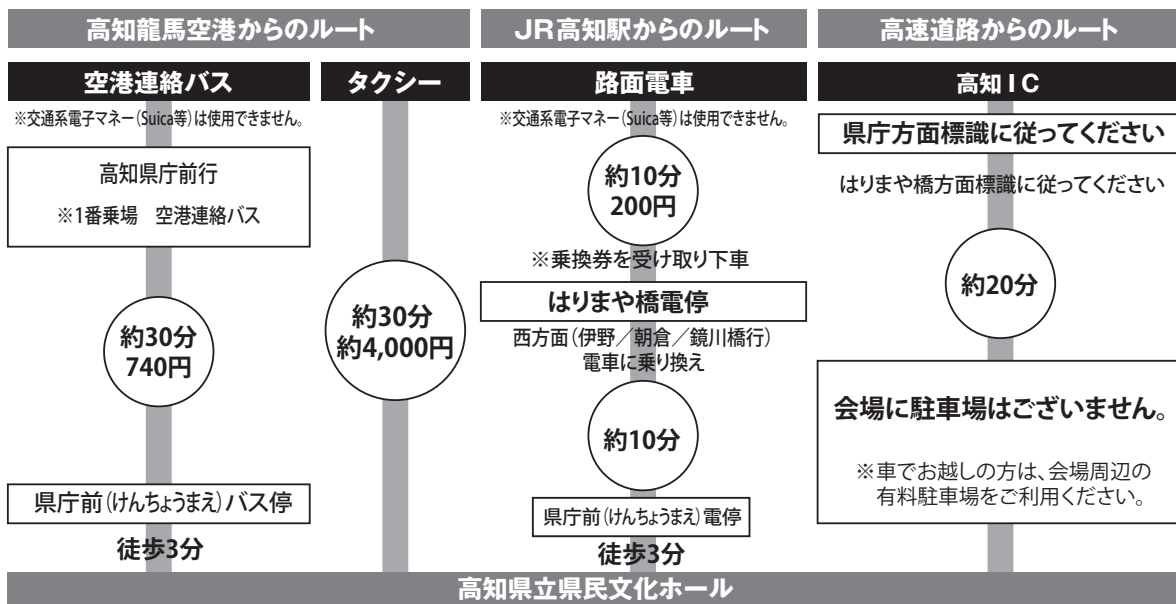 高知龍馬空港からのルート
空港連絡バス
※交通系電子マネー(Suica等)は使用できません。
高知県庁前行
※1番乗場　空港連絡バス
約30分
740円
県庁前(けんちょうまえ)バス停
徒歩3分
タクシー
約30分
約4,000円
JR高知駅からのルート
路面電車
※交通系電子マネー(Suica等)は使用できません。
約10分
200円
※乗換券を受け取り下車
はりまや橋電停
西方面(伊野／朝倉／鏡川橋行)
電車に乗り換え
約10分
県庁前(けんちょうまえ)電停
徒歩3分
高速道路からのルート
高知IC
県庁方面標識に従ってください
はりまや橋方面標識に従ってください
約20分
会場に駐車場はございません。
※車でお越しの方は、会場周辺の
有料駐車場をご利用ください。
高知県立県民文化ホール